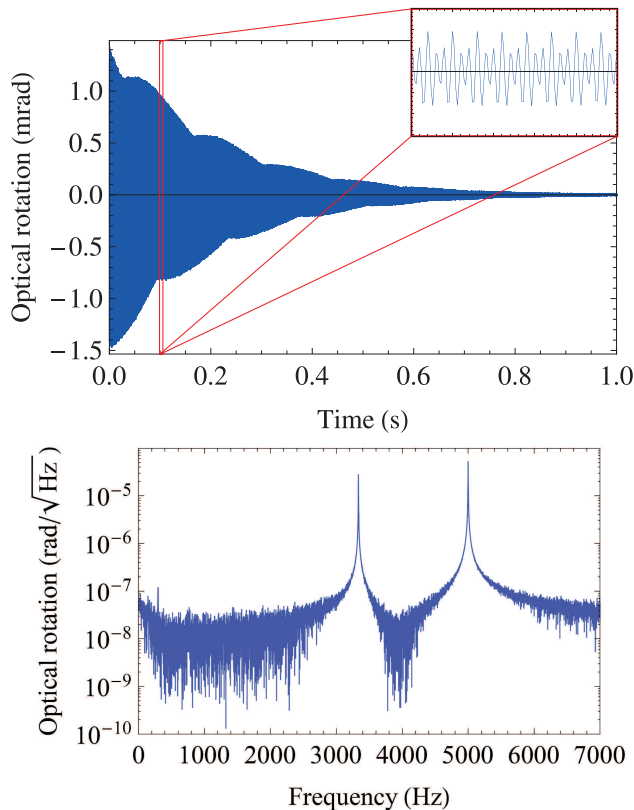 Optical rotation (mrad)
1.0
0.5
0.0
−0.5
−1.0
−1.5
0.0 0.2 0.4 0.6 0.8 1.0
Time (s)
Optical rotation (rad/√Hz)
10⁻⁵
10⁻⁶
10⁻⁷
10⁻⁸
10⁻⁹
10⁻¹⁰
0 1000 2000 3000 4000 5000 6000 7000
Frequency (Hz)